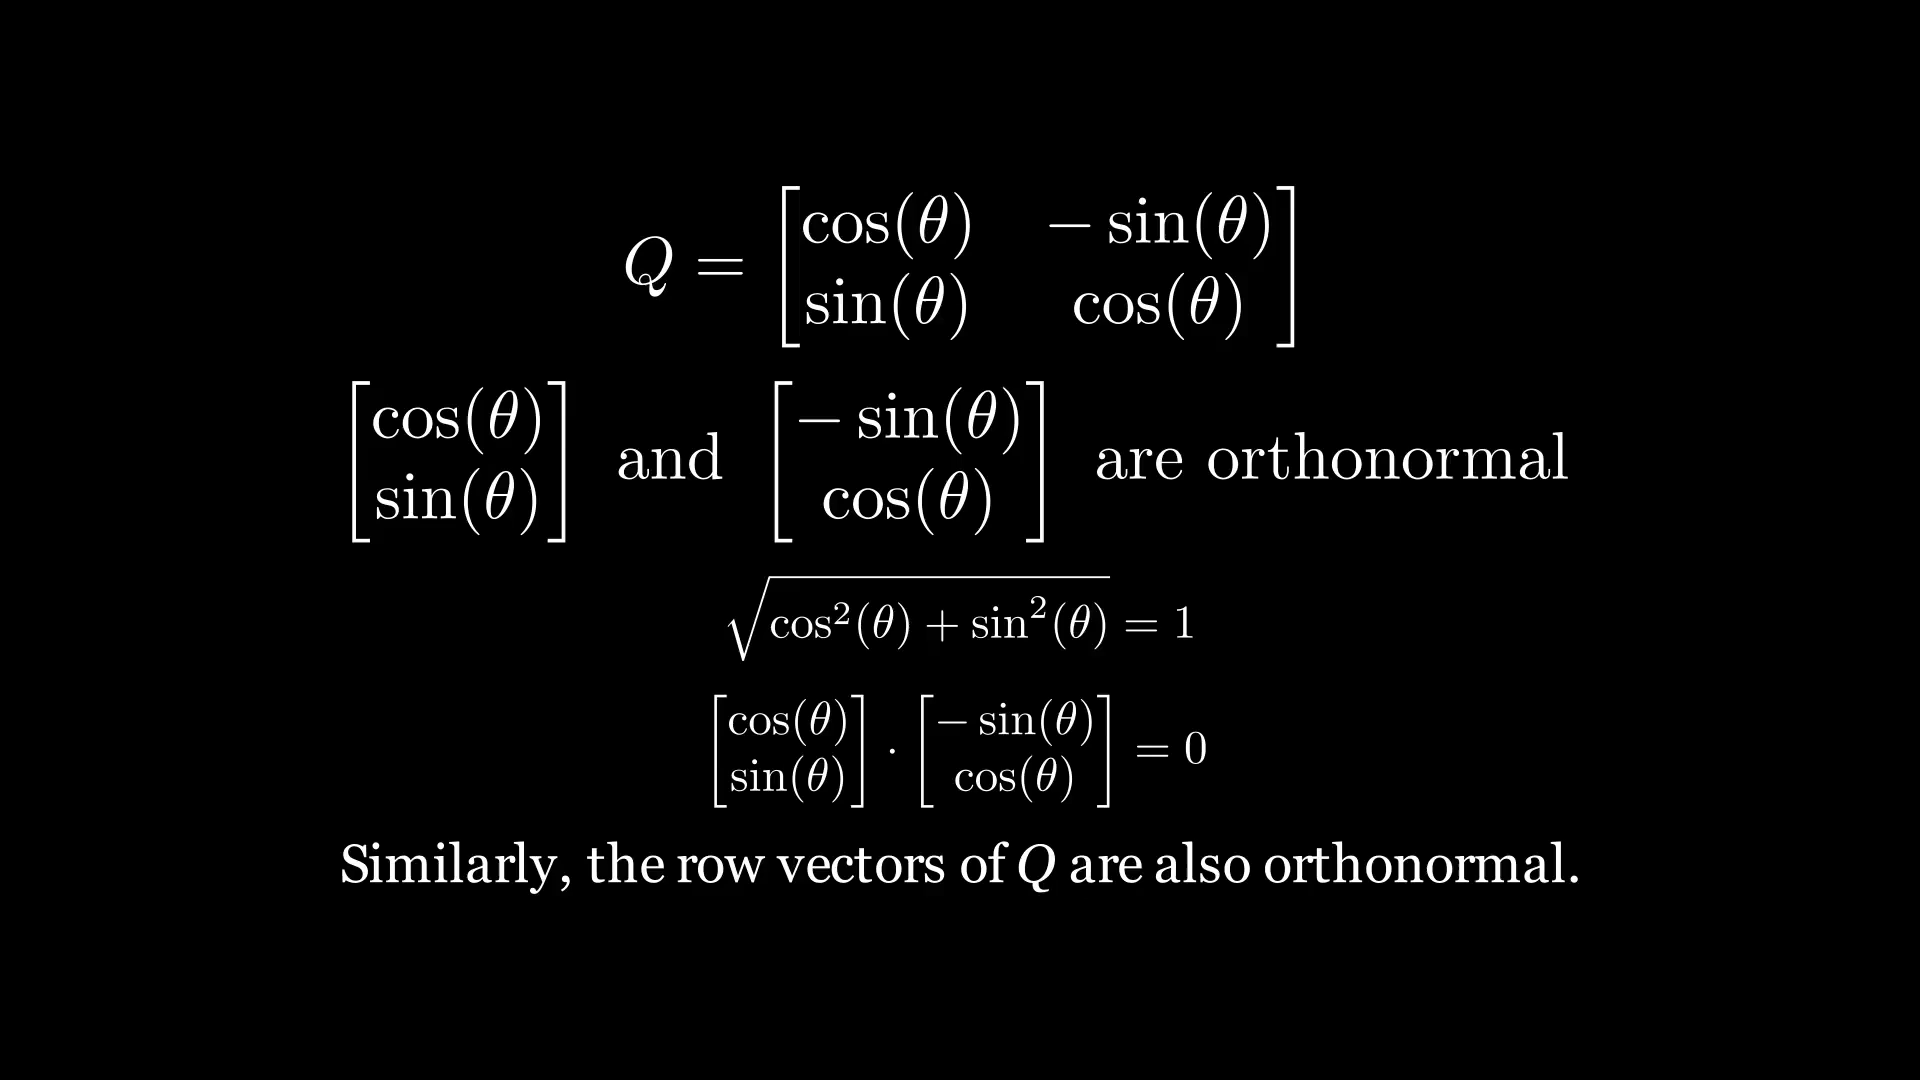 Q = [cos(θ) − sin(θ)
sin(θ) cos(θ)]
[cos(θ) sin(θ)] and [− sin(θ) cos(θ)] are orthonormal
√cos²(θ) + sin²(θ) = 1
[cos(θ) sin(θ)] · [− sin(θ) cos(θ)] = 0
Similarly, the row vectors of Q are also orthonormal.